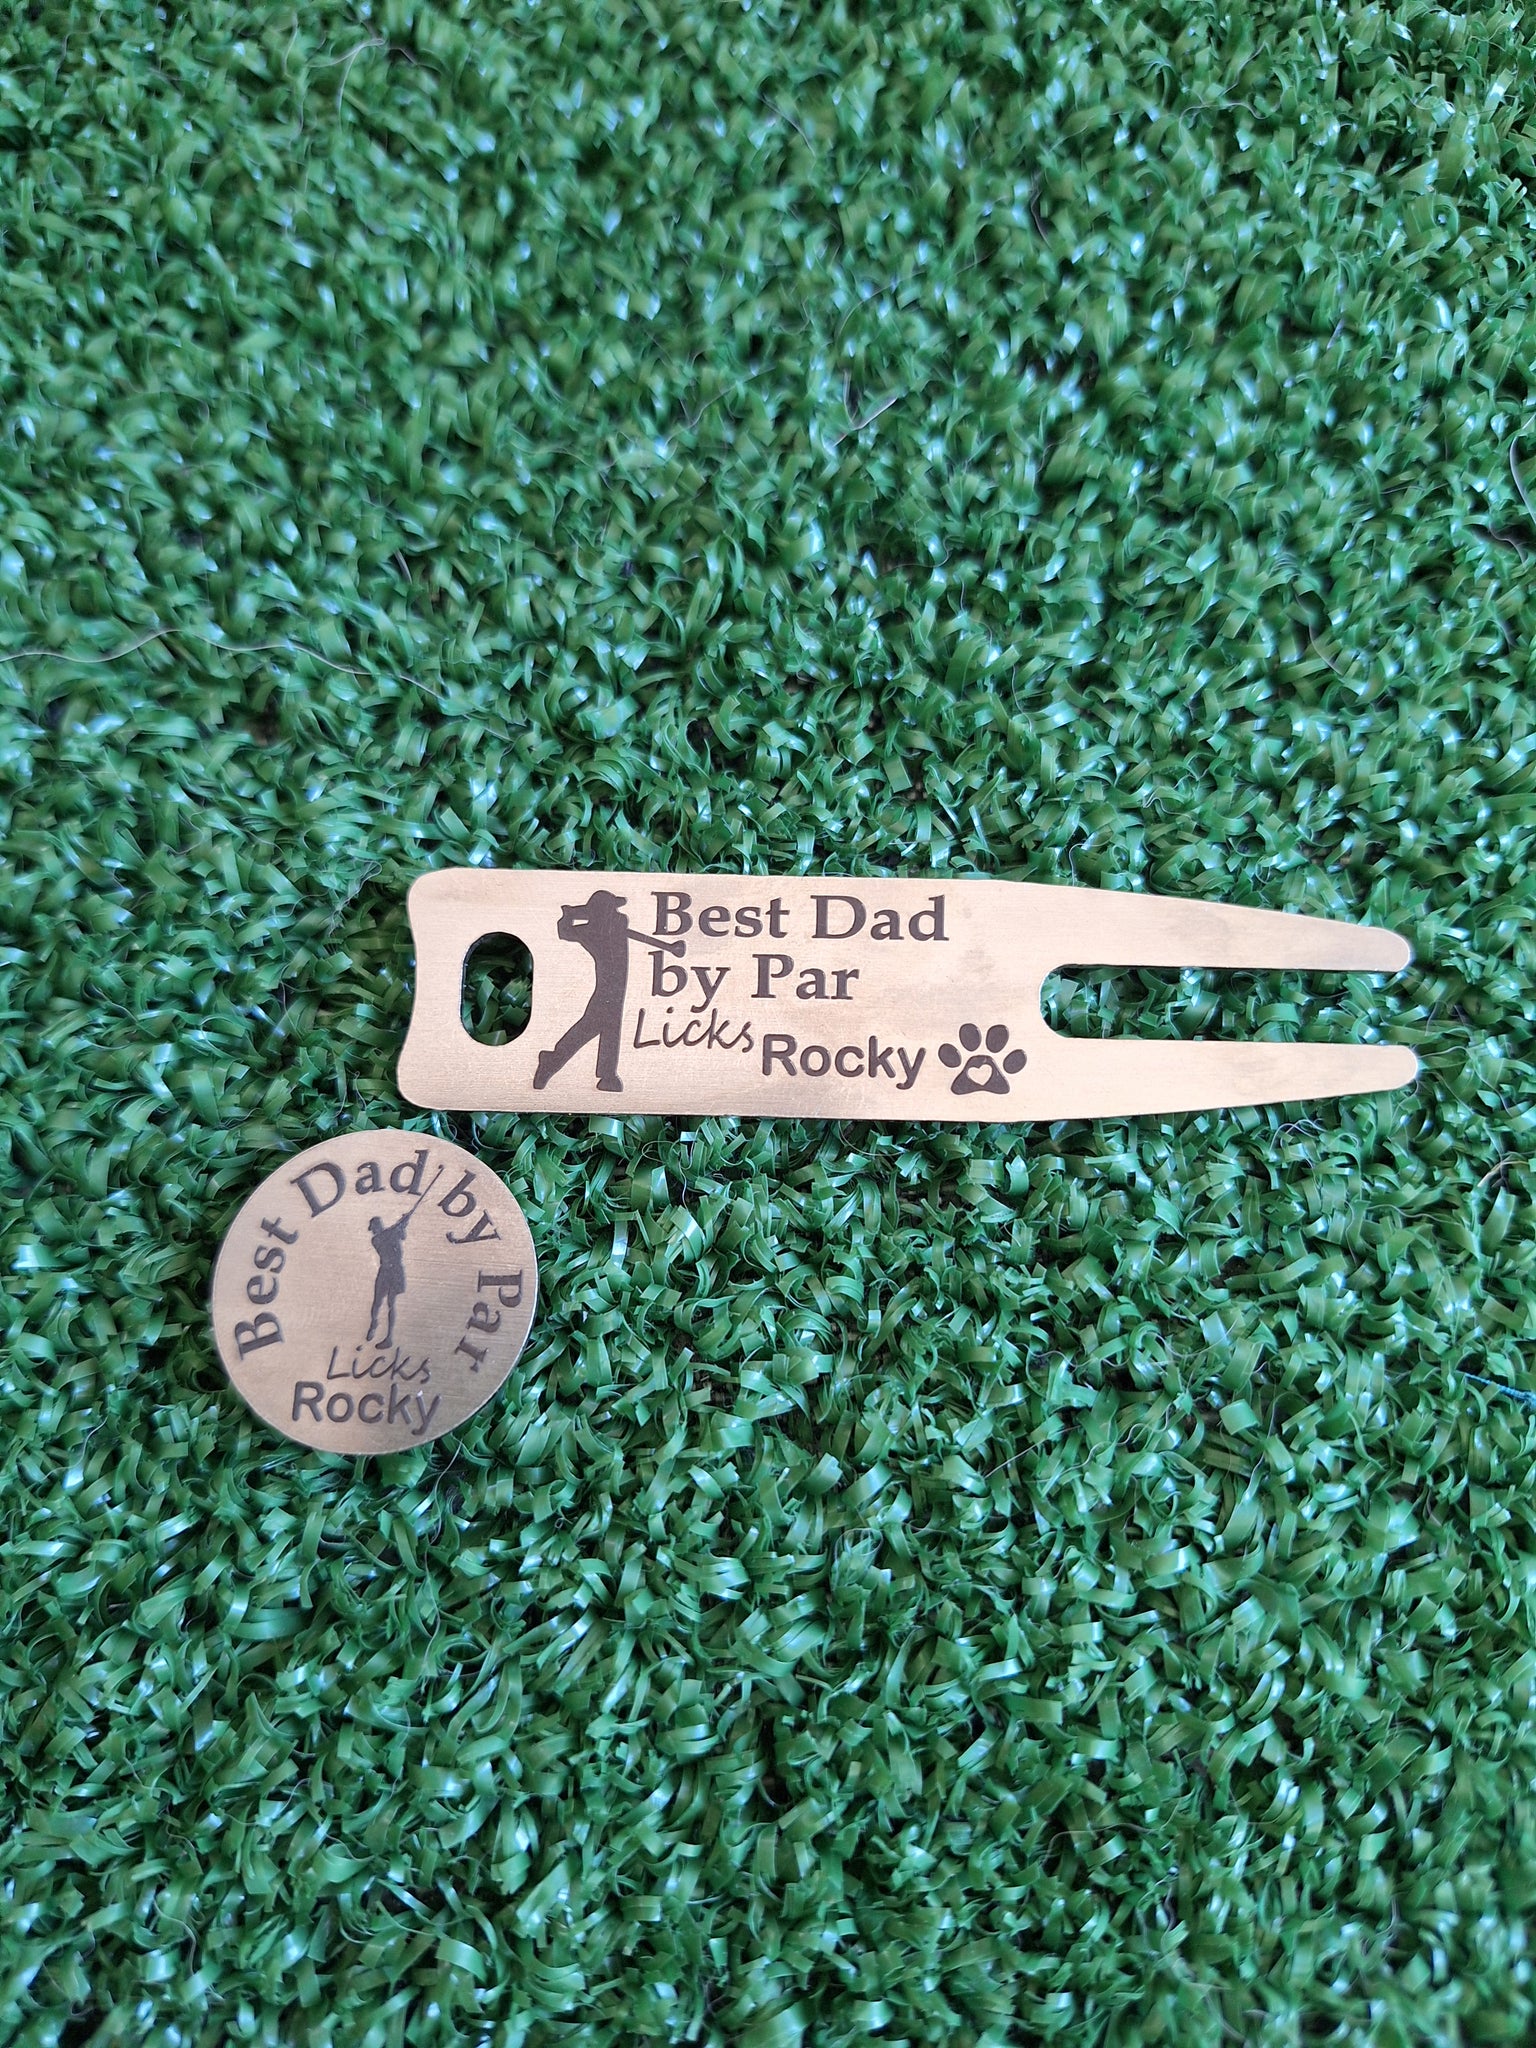 Best Dad
by Par
Licks Rocky
Best Dad by Par
Licks
Rocky